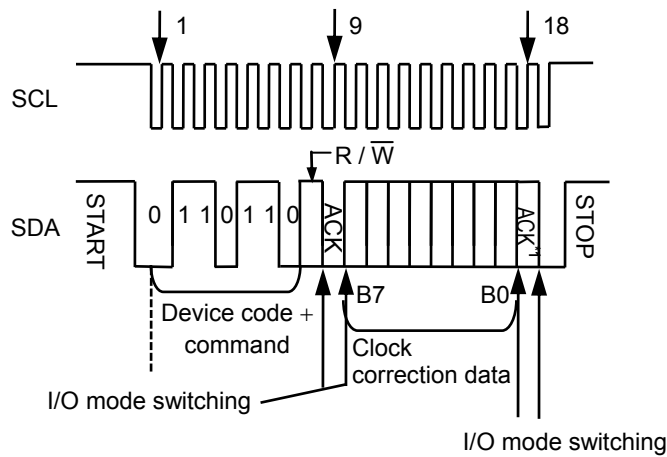 1
9
18
SCL
R / W
SDA
START
0 1 1 0 1 1 0
ACK
ACK*1
STOP
B7
B0
Device code +
command
Clock
correction data
I/O mode switching
I/O mode switching